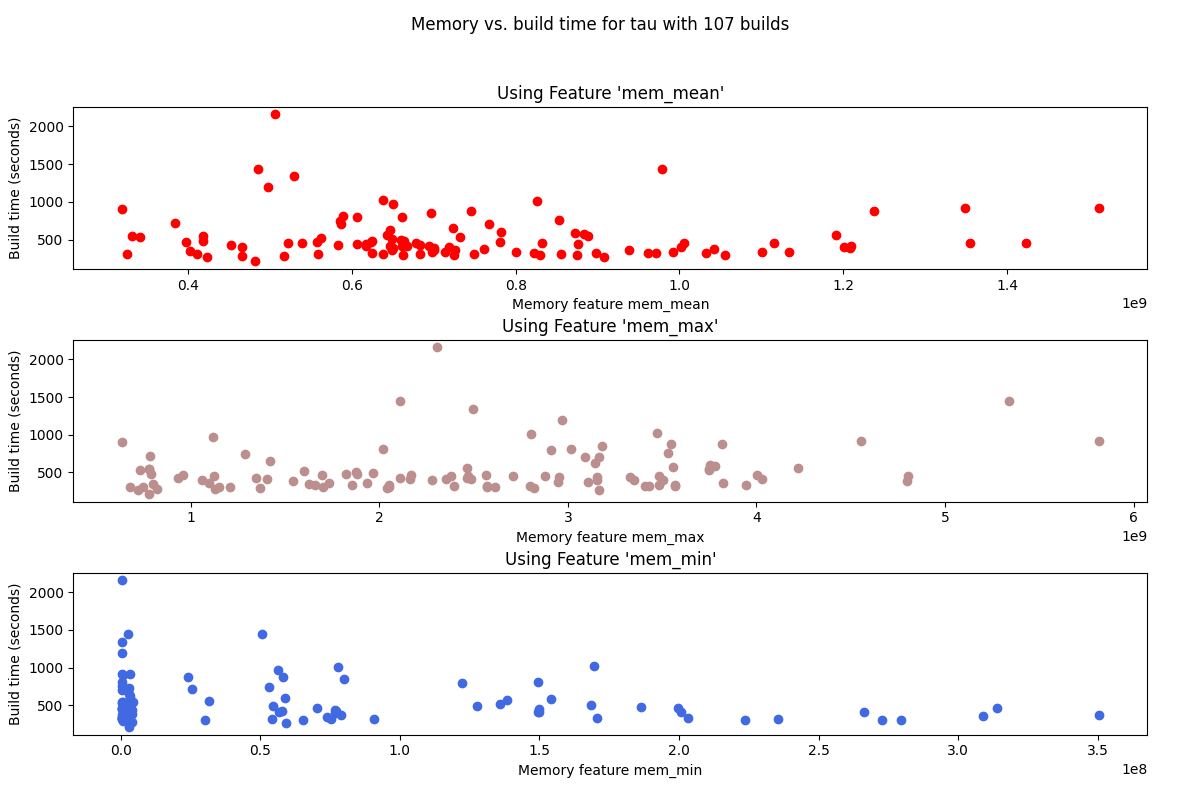 Memory vs. build time for tau with 107 builds
Using Feature 'mem_mean'
Build time (seconds)
2000
1500
1000
500
0.4 0.6 0.8 1.0 1.2 1.4
1e9
Memory feature mem_mean
Using Feature 'mem_max'
Build time (seconds)
2000
1500
1000
500
1 2 3 4 5 6
1e9
Memory feature mem_max
Using Feature 'mem_min'
Build time (seconds)
2000
1500
1000
500
0.0 0.5 1.0 1.5 2.0 2.5 3.0 3.5
1e8
Memory feature mem_min